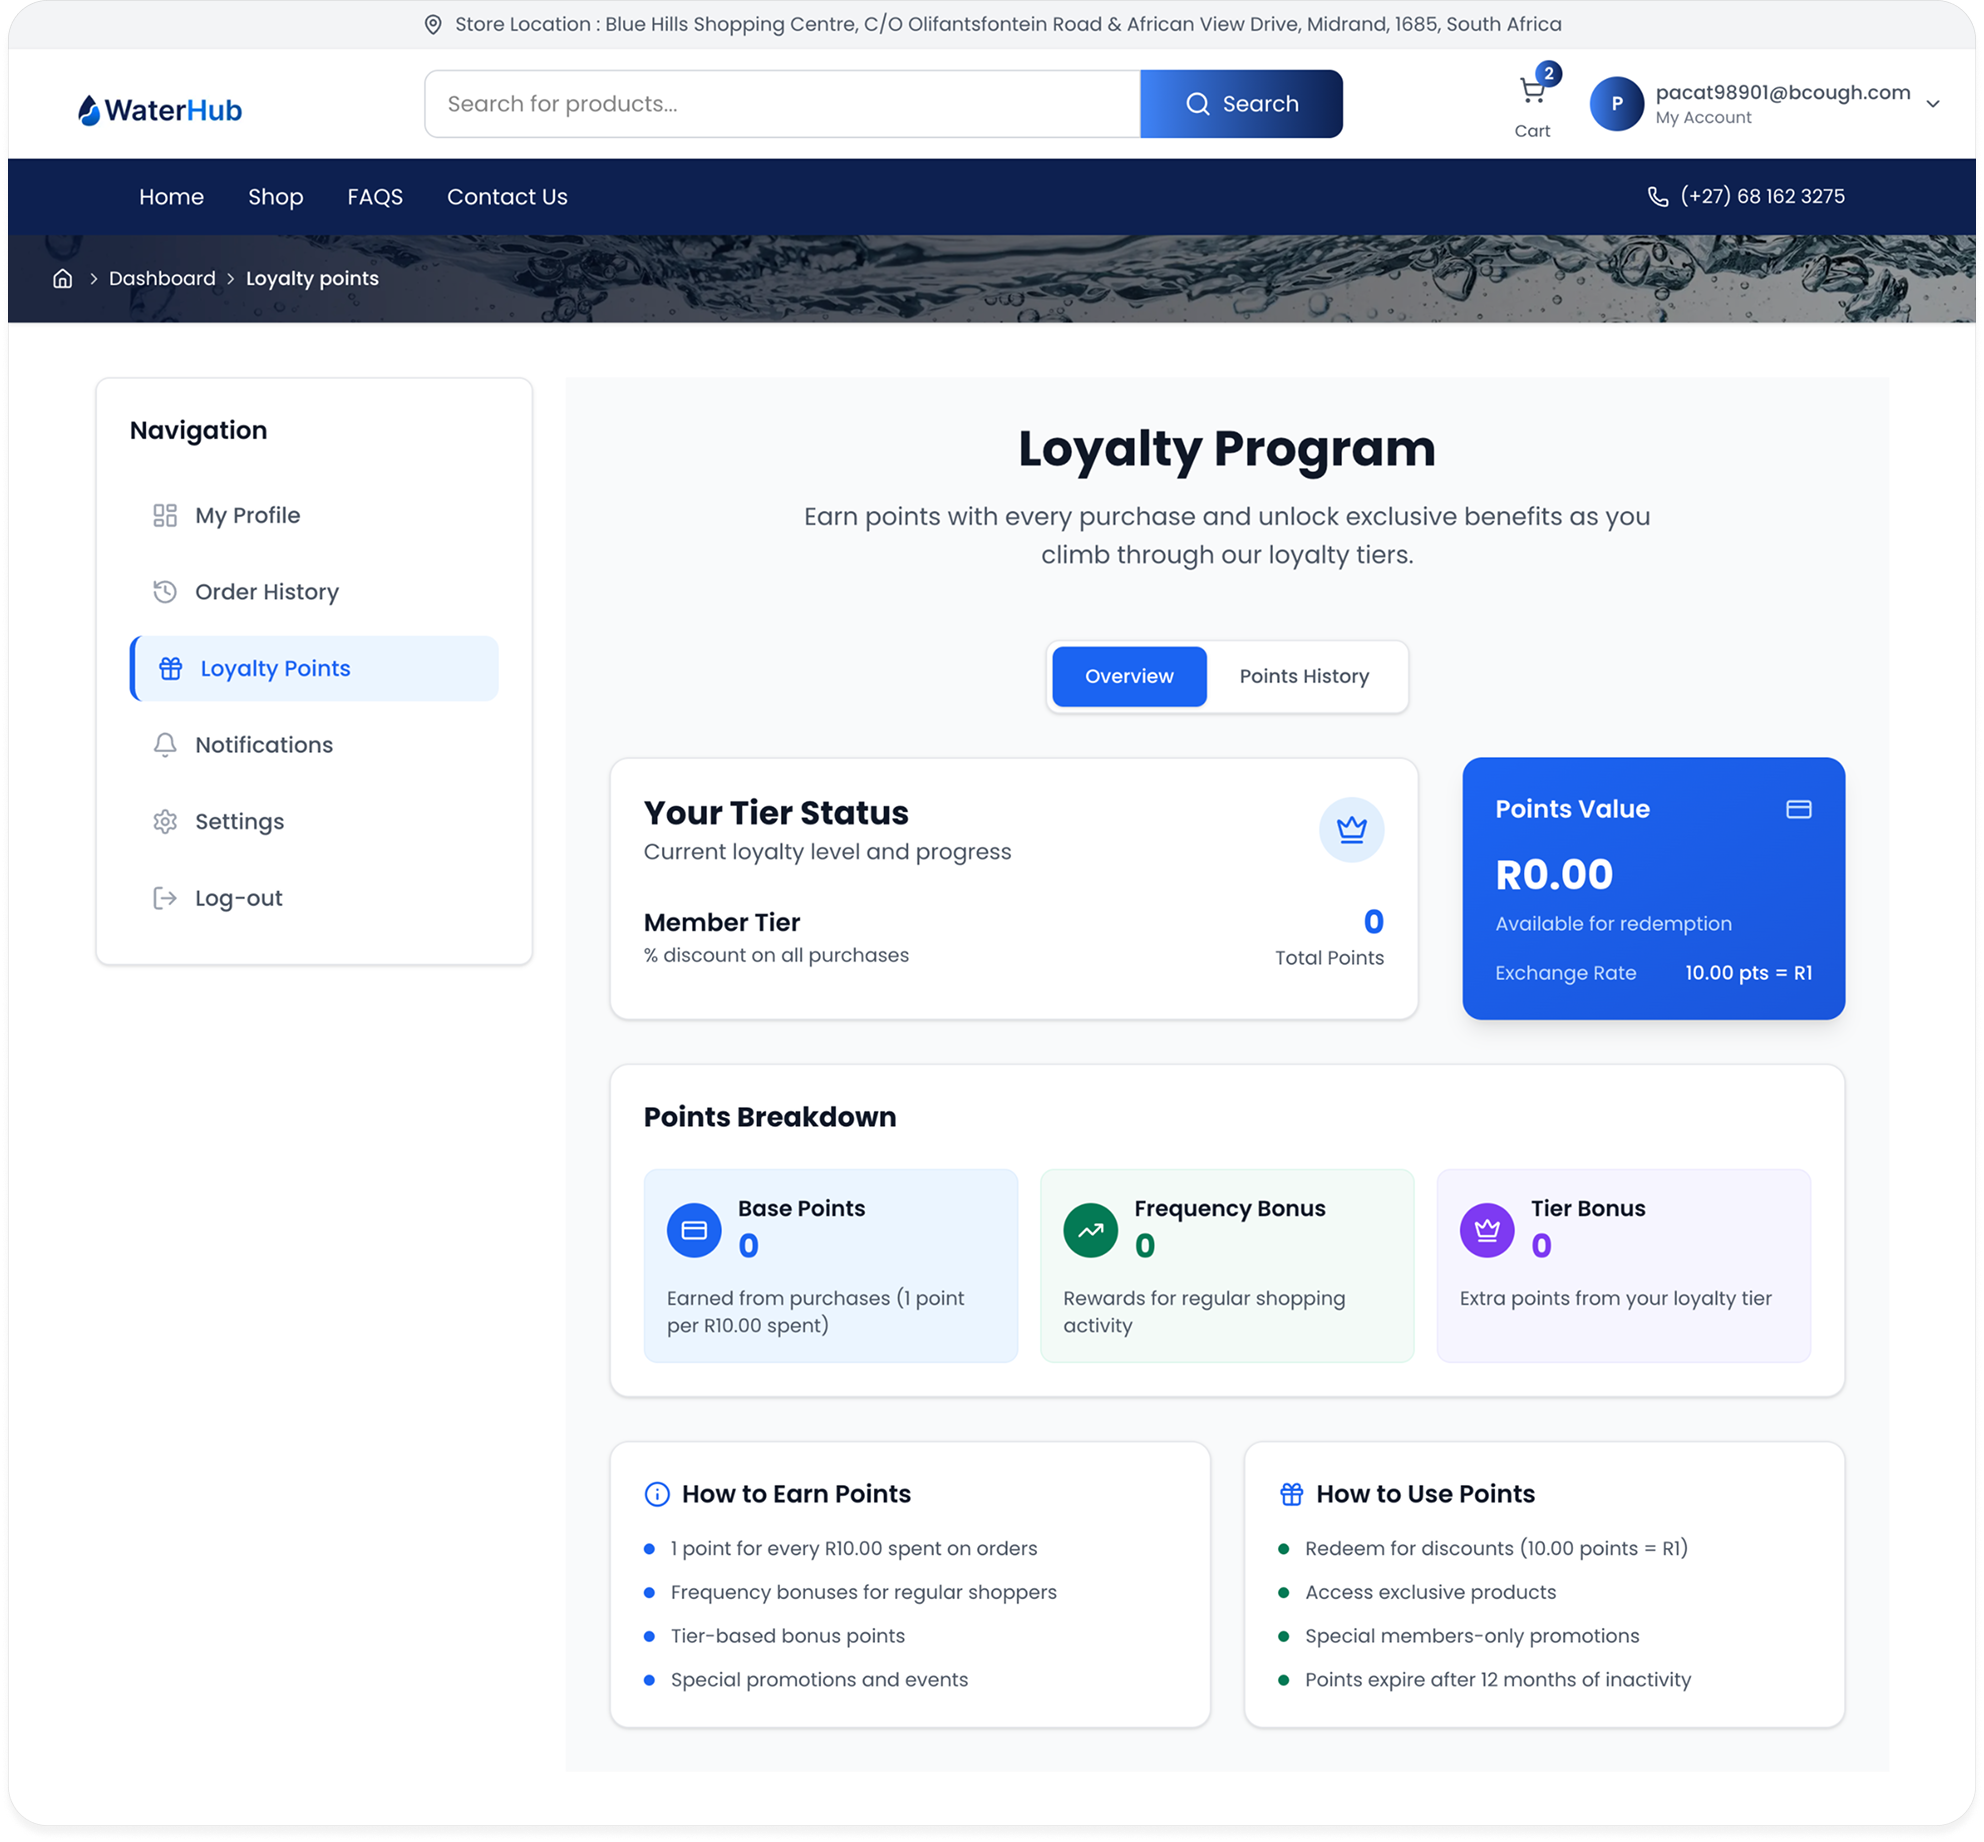 Store Location : Blue Hills Shopping Centre, C/O Olifantsfontein Road & African View Drive, Midrand, 1685, South Africa
WaterHub
Search for products...
Search
2
Cart
P
pacat98901@bcough.com
My Account
Home
Shop
FAQS
Contact Us
(+27) 68 162 3275
Dashboard
Loyalty points
Navigation
My Profile
Order History
Loyalty Points
Notifications
Settings
Log-out
Loyalty Program
Earn points with every purchase and unlock exclusive benefits as you
climb through our loyalty tiers.
Overview
Points History
Your Tier Status
Current loyalty level and progress
Member Tier
% discount on all purchases
0
Total Points
Points Value
R0.00
Available for redemption
Exchange Rate
10.00 pts = R1
Points Breakdown
Base Points
0
Earned from purchases (1 point
per R10.00 spent)
Frequency Bonus
0
Rewards for regular shopping
activity
Tier Bonus
0
Extra points from your loyalty tier
How to Earn Points
1 point for every R10.00 spent on orders
Frequency bonuses for regular shoppers
Tier-based bonus points
Special promotions and events
How to Use Points
Redeem for discounts (10.00 points = R1)
Access exclusive products
Special members-only promotions
Points expire after 12 months of inactivity